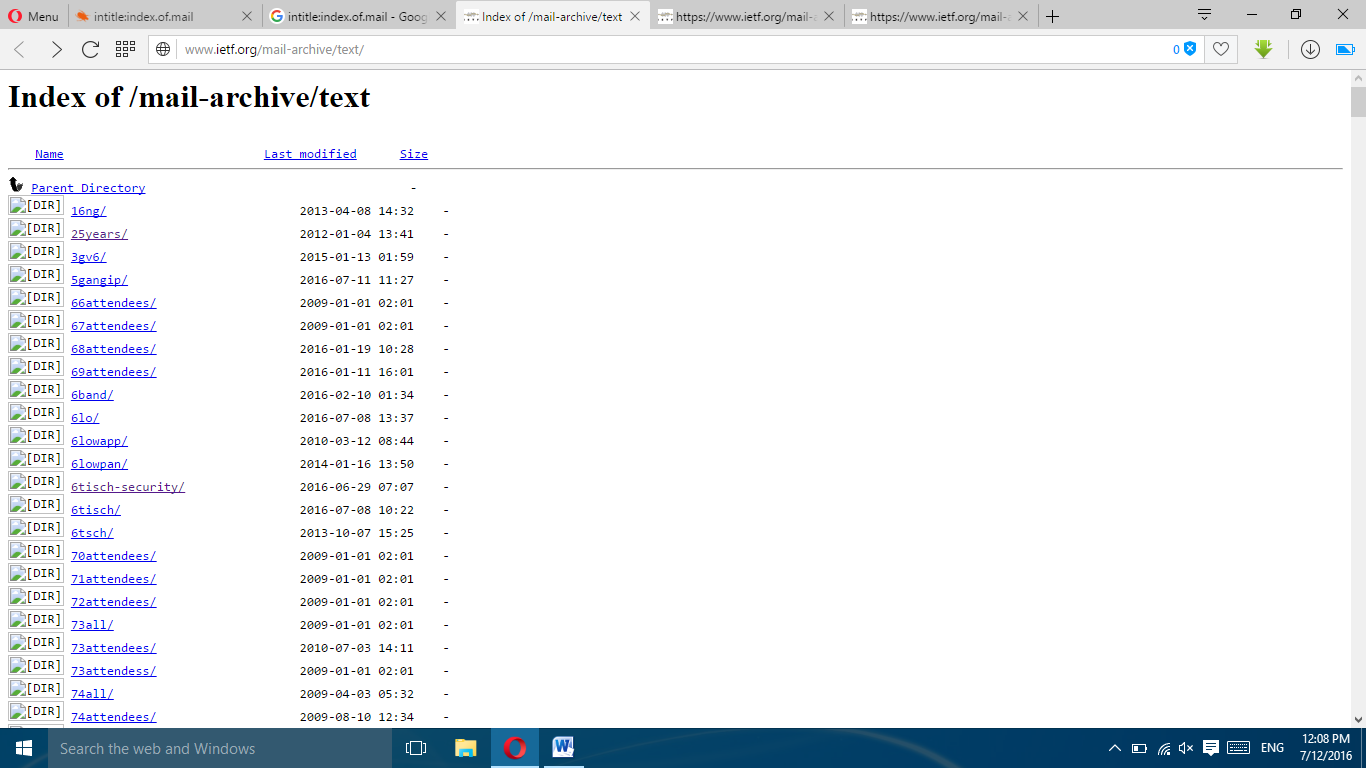 Menu intitle:index.of.mail intitle:index.of.mail - Goog Index of /mail-archive/text https://www.ietf.org/mail-a https://www.ietf.org/mail-a
www.ietf.org/mail-archive/text/ 0
Index of /mail-archive/text
Name Last modified Size
Parent Directory -
[DIR] 16ng/ 2013-04-08 14:32 -
[DIR] 25years/ 2012-01-04 13:41 -
[DIR] 3gv6/ 2015-01-13 01:59 -
[DIR] 5gangip/ 2016-07-11 11:27 -
[DIR] 66attendees/ 2009-01-01 02:01 -
[DIR] 67attendees/ 2009-01-01 02:01 -
[DIR] 68attendees/ 2016-01-19 10:28 -
[DIR] 69attendees/ 2016-01-11 16:01 -
[DIR] 6band/ 2016-02-10 01:34 -
[DIR] 6lo/ 2016-07-08 13:37 -
[DIR] 6lowapp/ 2010-03-12 08:44 -
[DIR] 6lowpan/ 2014-01-16 13:50 -
[DIR] 6tisch-security/ 2016-06-29 07:07 -
[DIR] 6tisch/ 2016-07-08 10:22 -
[DIR] 6tsch/ 2013-10-07 15:25 -
[DIR] 70attendees/ 2009-01-01 02:01 -
[DIR] 71attendees/ 2009-01-01 02:01 -
[DIR] 72attendees/ 2009-01-01 02:01 -
[DIR] 73all/ 2009-01-01 02:01 -
[DIR] 73attendees/ 2010-07-03 14:11 -
[DIR] 73attendess/ 2009-01-01 02:01 -
[DIR] 74all/ 2009-04-03 05:32 -
[DIR] 74attendees/ 2009-08-10 12:34 -
Search the web and Windows ENG 12:08 PM
7/12/2016